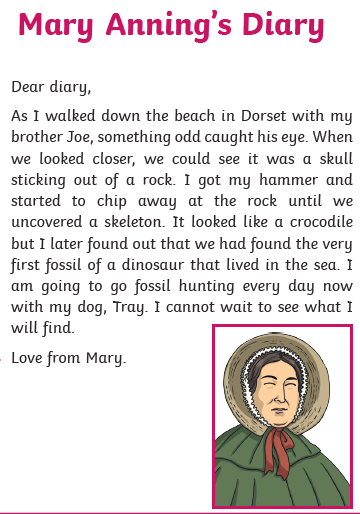 Mary Anning's Diary
Dear diary,
As I walked down the beach in Dorset with my
brother Joe, something odd caught his eye. When
we looked closer, we could see it was a skull
sticking out of a rock. I got my hammer and
started to chip away at the rock until we
uncovered a skeleton. It looked like a crocodile
but I later found out that we had found the very
first fossil of a dinosaur that lived in the sea. I
am going to go fossil hunting every day now
with my dog, Tray. I cannot wait to see what I
will find.
Love from Mary.